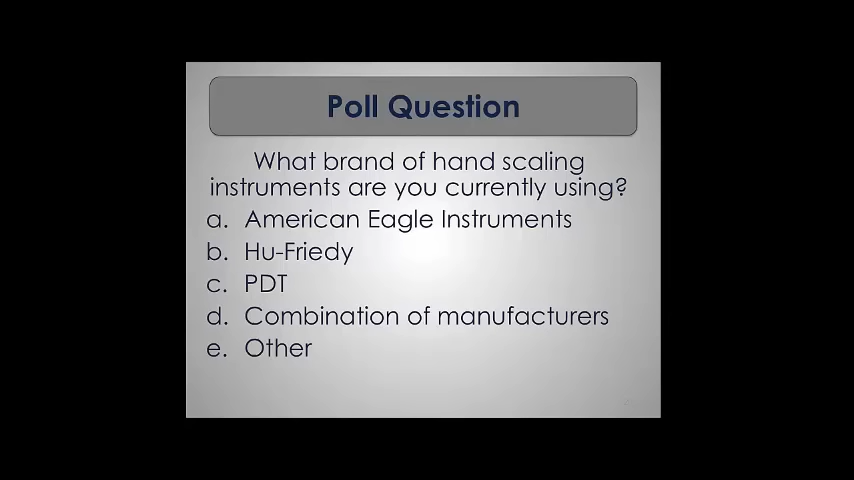 Poll Question
What brand of hand scaling
instruments are you currently using?
a. American Eagle Instruments
b. Hu-Friedy
c. PDT
d. Combination of manufacturers
e. Other